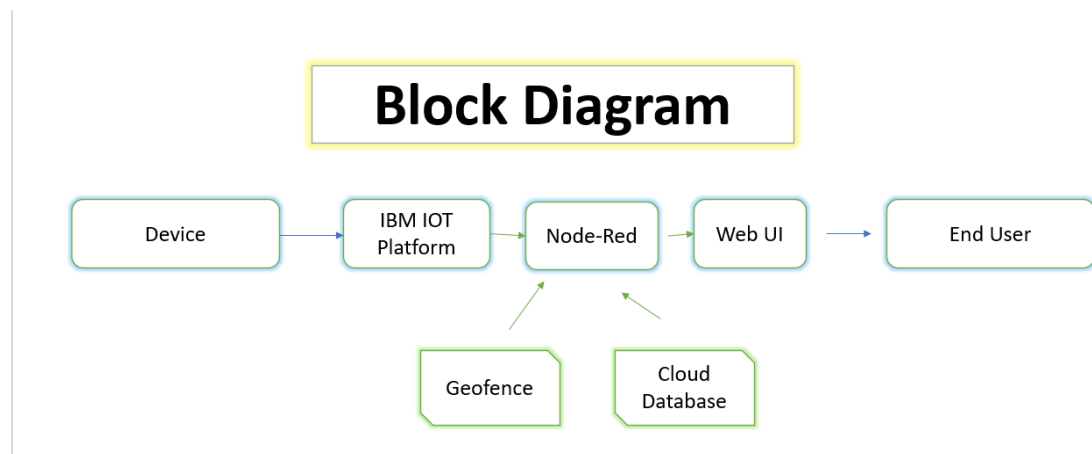 Block Diagram
Device
IBM IOT
Platform
Node-Red
Web UI
End User
Geofence
Cloud
Database